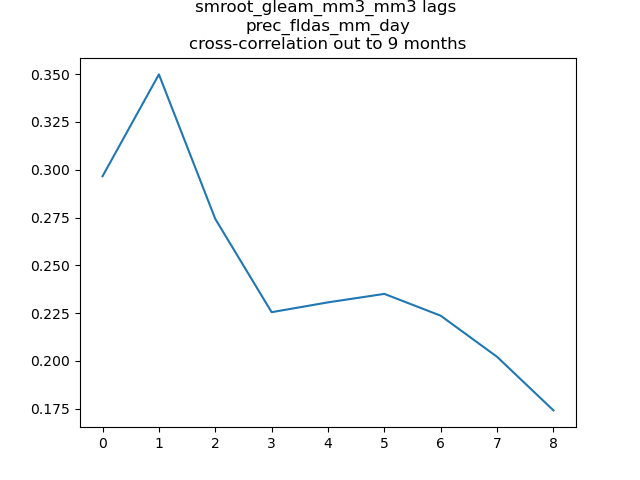 smroot_gleam_mm3_mm3 lags
prec_fldas_mm_day
cross-correlation out to 9 months
0.350
0.325
0.300
0.275
0.250
0.225
0.200
0.175
0 1 2 3 4 5 6 7 8